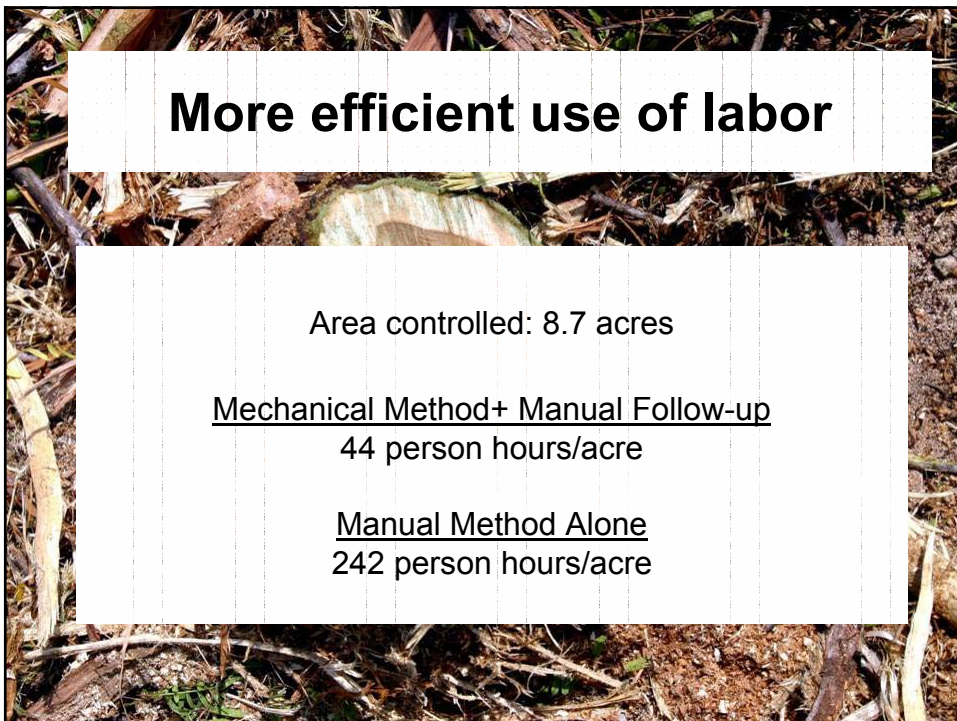 More efficient use of labor
Area controlled: 8.7 acres
Mechanical Method+ Manual Follow-up
44 person hours/acre
Manual Method Alone
242 person hours/acre